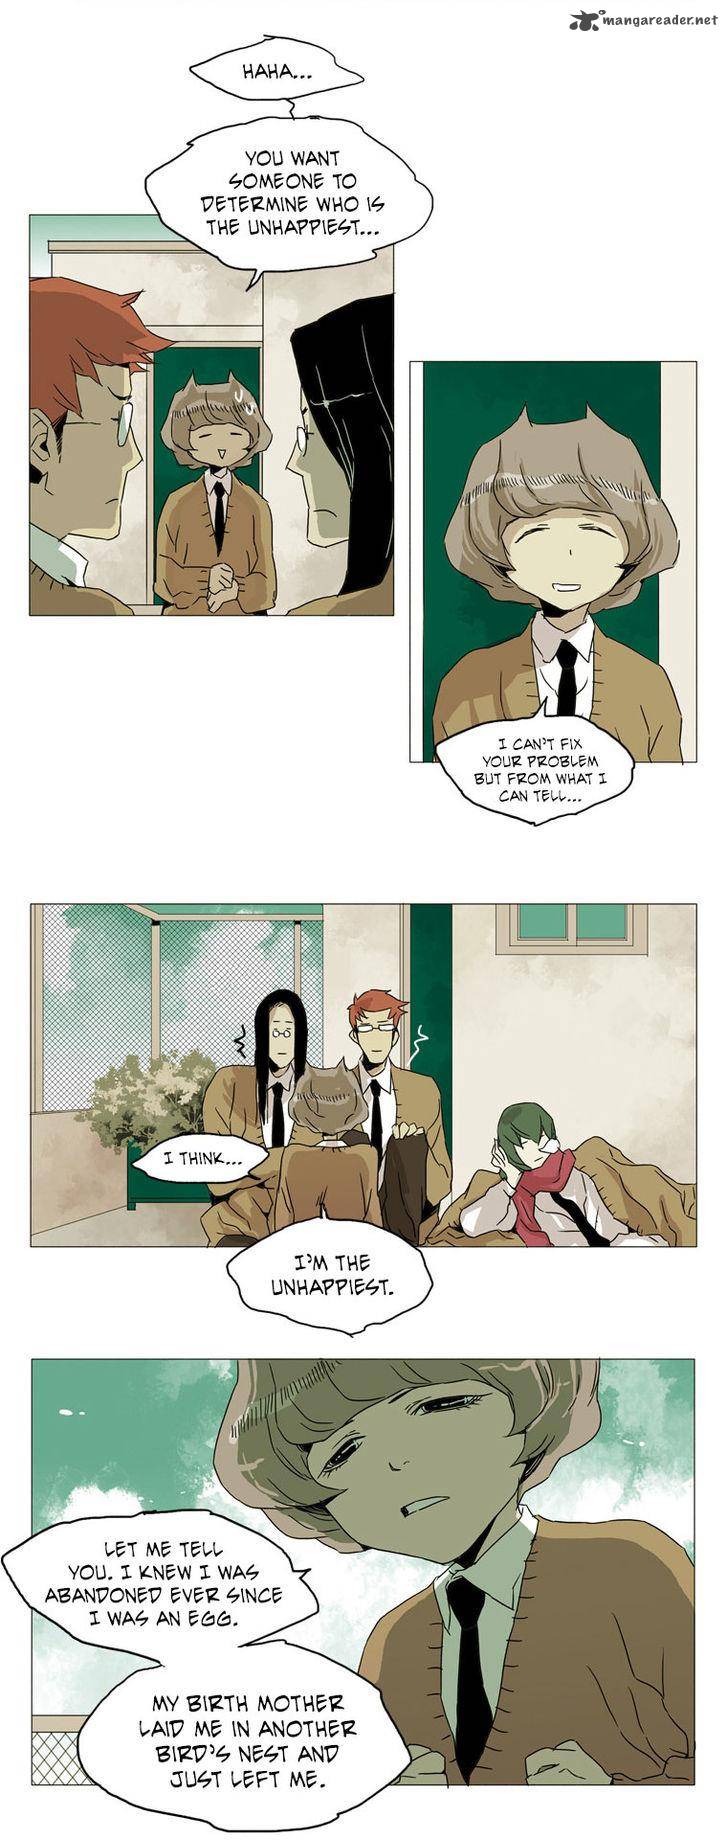 mangareader.net
HAHA...
YOU WANT
SOMEONE TO
DETERMINE WHO IS
THE UNHAPPIEST...
I CAN'T FIX
YOUR PROBLEM
BUT FROM WHAT I
CAN TELL...
I THINK...
I'M THE
UNHAPPIEST.
LET ME TELL
YOU. I KNEW I WAS
ABANDONED EVER SINCE
I WAS AN EGG.
MY BIRTH MOTHER
LAID ME IN ANOTHER
BIRD'S NEST AND
JUST LEFT ME.